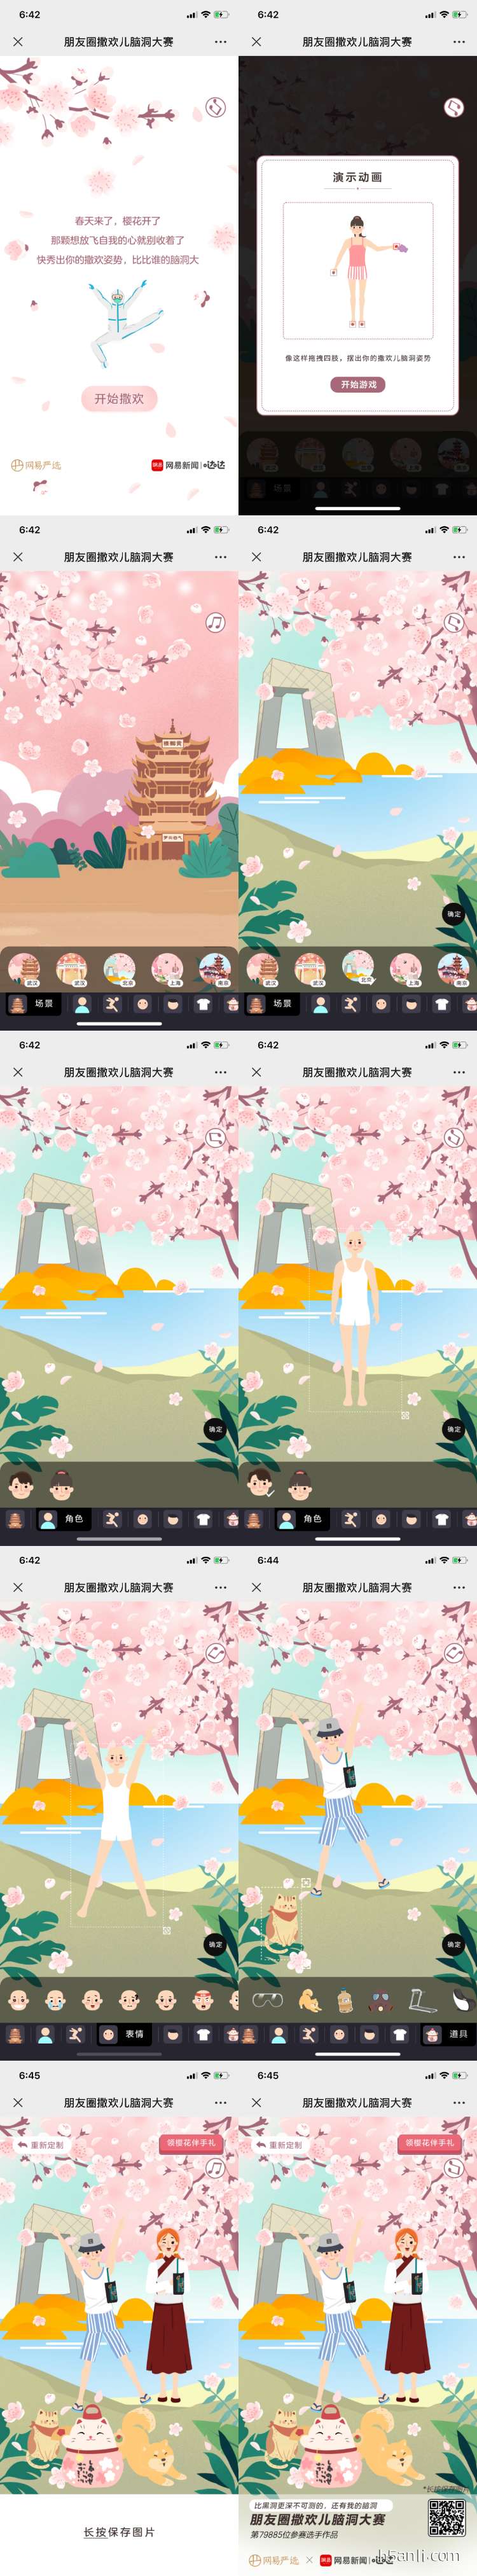 6:42
朋友圈撒欢儿脑洞大赛
春天来了，樱花开了
那颗想放飞自我的心就别收着了
快秀出你的撒欢姿势，比比谁的脑洞大
开始撒欢
网易严选
网易 网易新闻 | 哒哒
6:42
朋友圈撒欢儿脑洞大赛
演示动画
像这样拖拽四肢，摆出你的撒欢儿脑洞姿势
开始游戏
场景
6:42
朋友圈撒欢儿脑洞大赛
武汉 武汉 北京 上海 南京
场景
6:42
朋友圈撒欢儿脑洞大赛
确定
武汉 武汉 北京 上海 南京
场景
6:42
朋友圈撒欢儿脑洞大赛
确定
角色
6:42
朋友圈撒欢儿脑洞大赛
确定
角色
6:42
朋友圈撒欢儿脑洞大赛
确定
表情
6:44
朋友圈撒欢儿脑洞大赛
确定
道具
6:45
朋友圈撒欢儿脑洞大赛
重新定制
领樱花伴手礼
长按保存图片
6:45
朋友圈撒欢儿脑洞大赛
重新定制
领樱花伴手礼
*长按保存图片
比黑洞更深不可测的，还有我的脑洞
朋友圈撒欢儿脑洞大赛
第79885位参赛选手作品
网易严选 × 网易 网易新闻 | 哒哒
h5anli.com